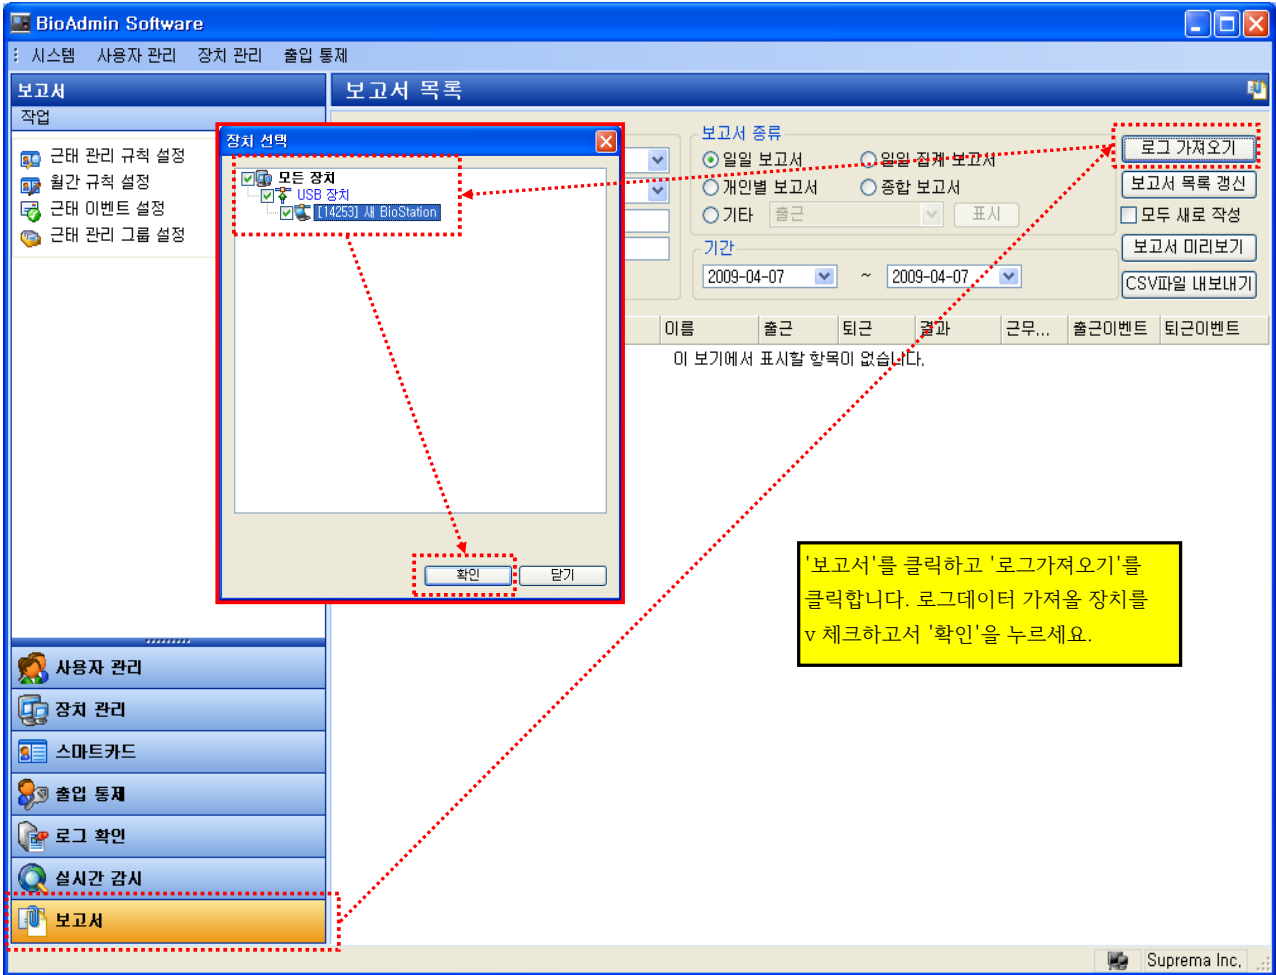 BioAdmin Software
시스템 사용자 관리 장치 관리 출입 통제
보고서
작업
근태 관리 규칙 설정
월간 규칙 설정
근태 이벤트 설정
근태 관리 그룹 설정
보고서 목록
장치 선택
모든 장치
USB 장치
[14253] 새 BioStation
확인 닫기
보고서 종류
일일 보고서 일일 집계 보고서
개인별 보고서 종합 보고서
기타 출근 표시
기간
2009-04-07 ~ 2009-04-07
로그 가져오기
보고서 목록 갱신
모두 새로 작성
보고서 미리보기
CSV파일 내보내기
이름 출근 퇴근 결과 근무... 출근이벤트 퇴근이벤트
이 보기에서 표시할 항목이 없습니다.
'보고서'를 클릭하고 '로그가져오기'를
클릭합니다. 로그데이터 가져올 장치를
v 체크하고서 '확인'을 누르세요.
사용자 관리
장치 관리
스마트카드
출입 통제
로그 확인
실시간 감시
보고서
Suprema Inc.